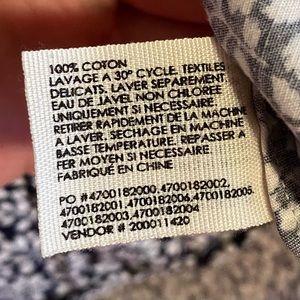 100% COTON
LAVAGE A 30° CYCLE, TEXTILES
DELICATS. LAVER SEPAREMENT.
EAU DE JAVEL NON CHLOREE
UNIQUEMENT SI NECESSAIRE.
RETIRER RAPIDEMENT DE LA MACHINE
A LAVER. SECHAGE EN MACHINE A
BASSE TEMPERATURE. REPASSER A
FER MOYEN SI NECESSAIRE
FABRIQUÉ EN CHINE
PO #4700182000, 4700182002,
4700182001, 4700182006, 4700182005,
4700182003, 4700182004
VENDOR # 200011420